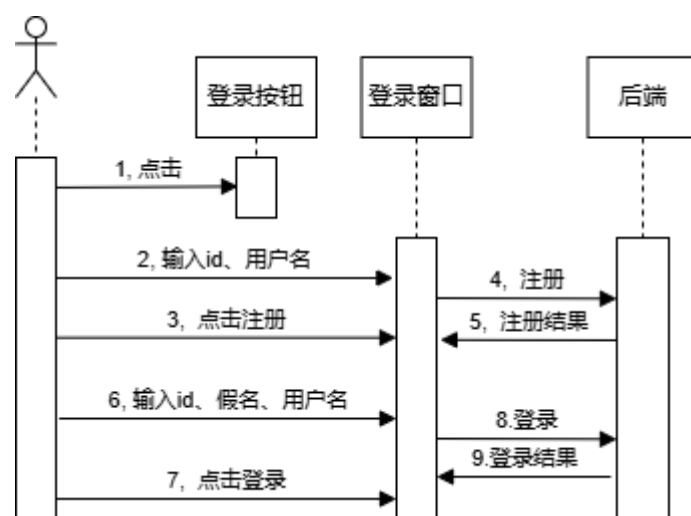 登录按钮
登录窗口
后端
1, 点击
2, 输入id、用户名
4, 注册
3, 点击注册
5, 注册结果
6, 输入id、假名、用户名
8.登录
9.登录结果
7, 点击登录